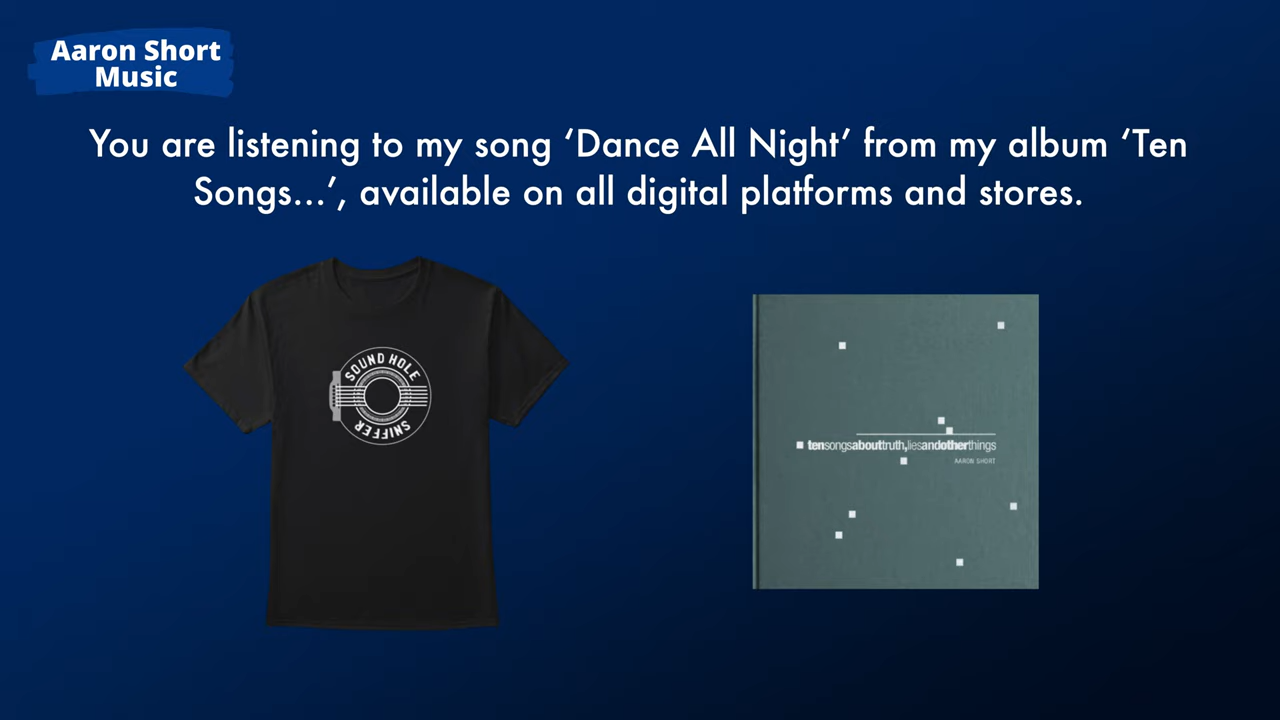 Aaron Short
Music
You are listening to my song ‘Dance All Night’ from my album ‘Ten
Songs...’, available on all digital platforms and stores.
SOUND HOLE
SNIFFER
tensongsabouttruth,liesandotherthings
AARON SHORT